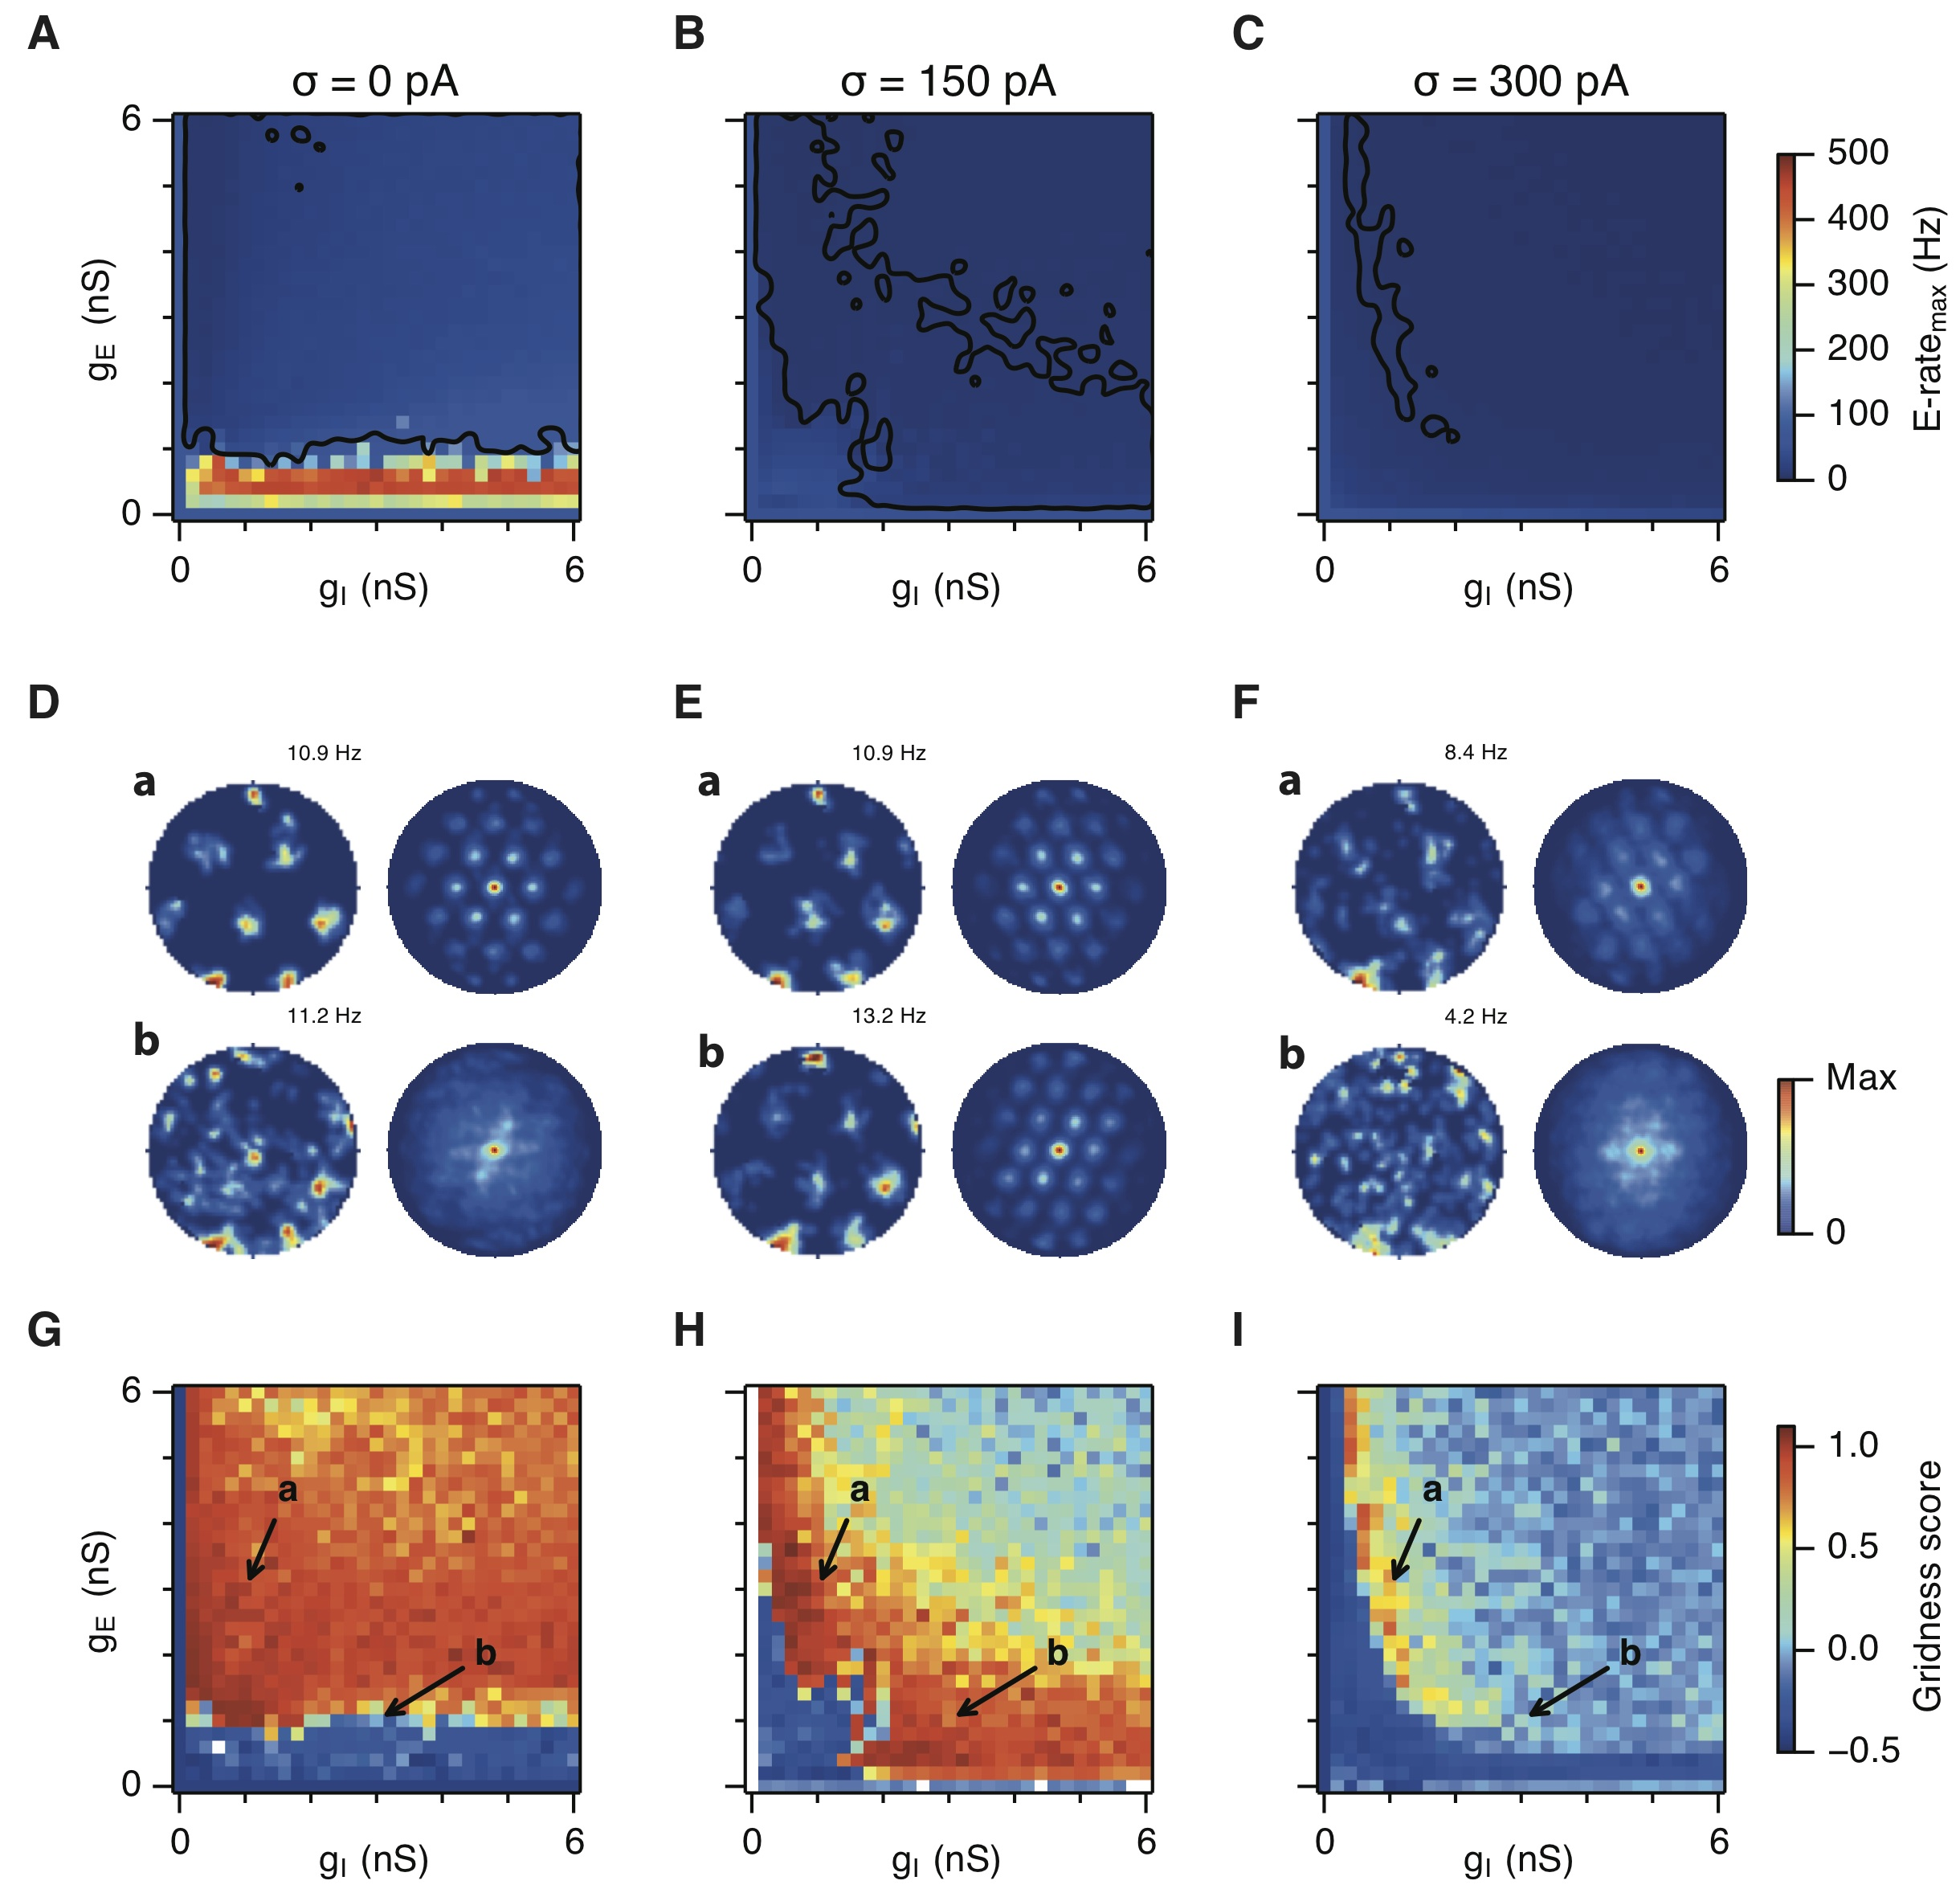 A
B
C
σ = 0 pA
σ = 150 pA
σ = 300 pA
6
0
gE (nS)
0
6
gI (nS)
0
6
gI (nS)
0
6
gI (nS)
500
400
300
200
100
0
E-ratemax (Hz)
D
E
F
10.9 Hz
10.9 Hz
8.4 Hz
a
a
a
11.2 Hz
13.2 Hz
4.2 Hz
b
b
b
Max
0
G
H
I
6
0
gE (nS)
a
b
a
b
a
b
0
6
gI (nS)
0
6
gI (nS)
0
6
gI (nS)
1.0
0.5
0.0
−0.5
Gridness score